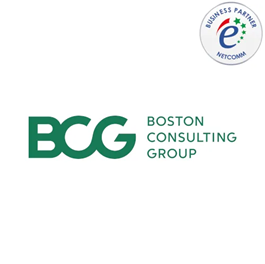 BUSINESS PARTNER
e
NETCOMM
BCG
BOSTON
CONSULTING
GROUP